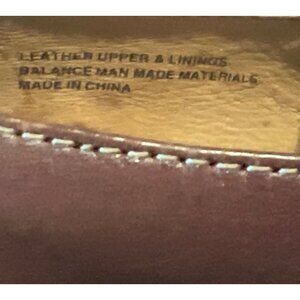 LEATHER UPPER & LININGS
BALANCE MAN MADE MATERIALS
MADE IN CHINA